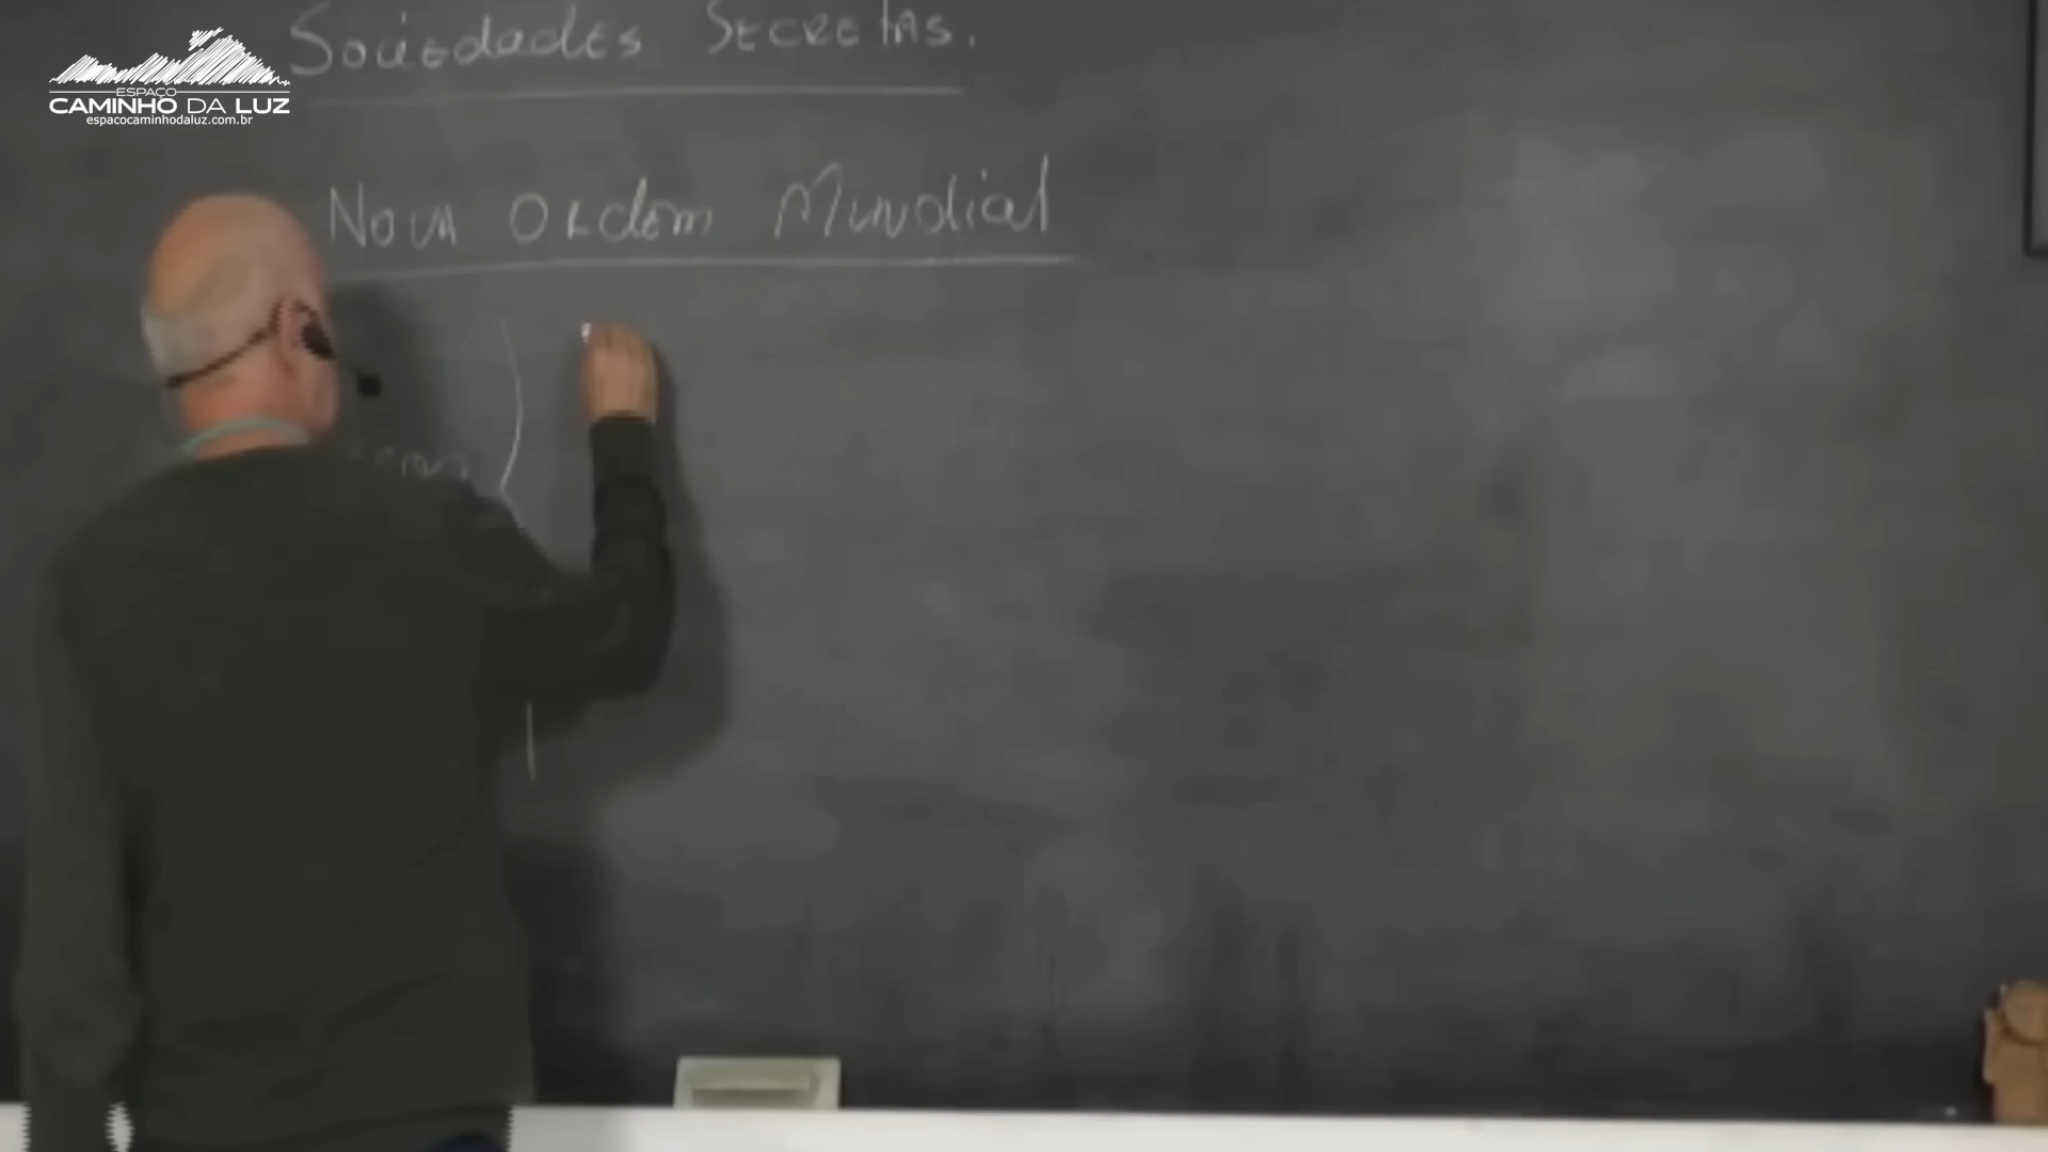 Sociedades Secretas.
ESPAÇO
CAMINHO DA LUZ
espacocaminhodaluz.com.br
Nova Ordem Mundial